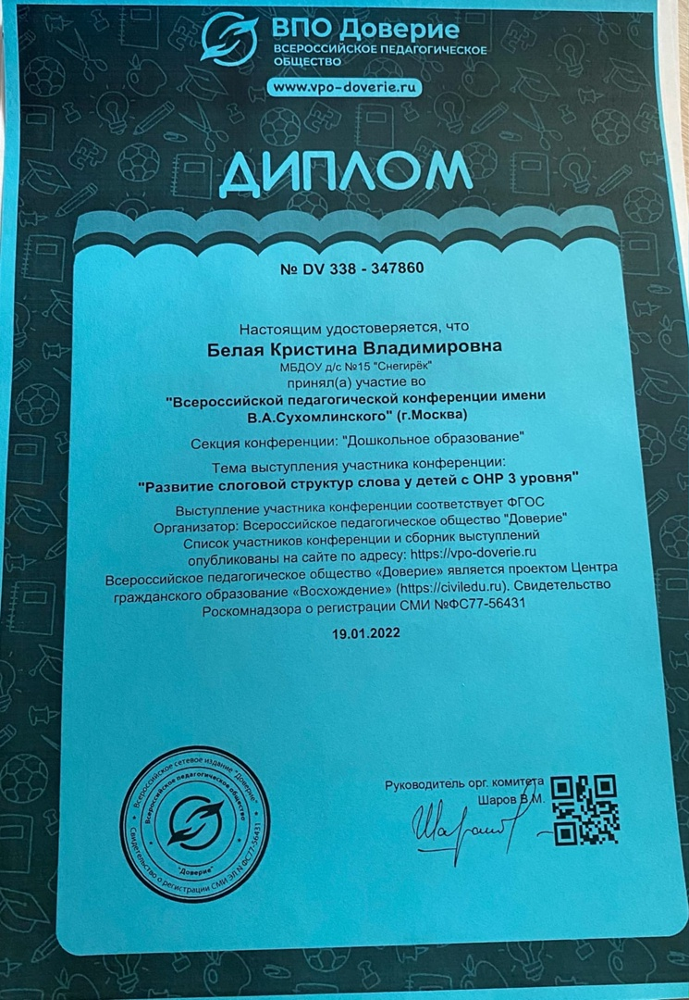 ВПО Доверие
ВСЕРОССИЙСКОЕ ПЕДАГОГИЧЕСКОЕ
ОБЩЕСТВО
www.vpo-doverie.ru
ДИПЛОМ
№ DV 338 - 347860
Настоящим удостоверяется, что
Белая Кристина Владимировна
МБДОУ д/с №15 "Снегирёк"
принял(а) участие во
"Всероссийской педагогической конференции имени
В.А.Сухомлинского" (г.Москва)
Секция конференции: "Дошкольное образование"
Тема выступления участника конференции:
"Развитие слоговой структур слова у детей с ОНР 3 уровня"
Выступление участника конференции соответствует ФГОС
Организатор: Всероссийское педагогическое общество "Доверие"
Список участников конференции и сборник выступлений
опубликованы на сайте по адресу: https://vpo-doverie.ru
Всероссийское педагогическое общество «Доверие» является проектом Центра
гражданского образование «Восхождение» (https://civiledu.ru). Свидетельство
Роскомнадзора о регистрации СМИ №ФС77-56431
19.01.2022
Всероссийское сетевое издание "Доверие"
Свидетельство о регистрации СМИ ЭЛ N ФС77-56431
Всероссийское педагогическое общество
"Доверие"
Руководитель орг. комитета
Шаров В.М.